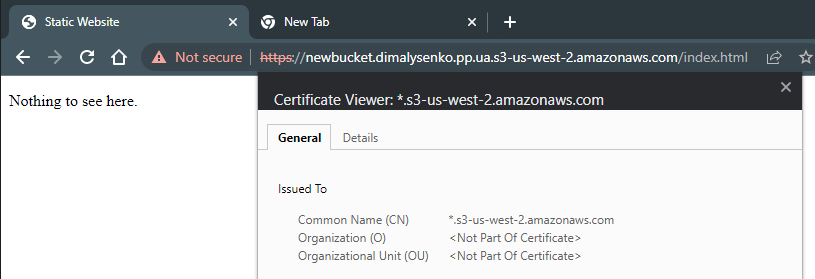 Static Website
New Tab
Not secure
https://newbucket.dimalysenko.pp.ua.s3-us-west-2.amazonaws.com/index.html
Nothing to see here.
Certificate Viewer: *.s3-us-west-2.amazonaws.com
General
Details
Issued To
Common Name (CN) *.s3-us-west-2.amazonaws.com
Organization (O) <Not Part Of Certificate>
Organizational Unit (OU) <Not Part Of Certificate>